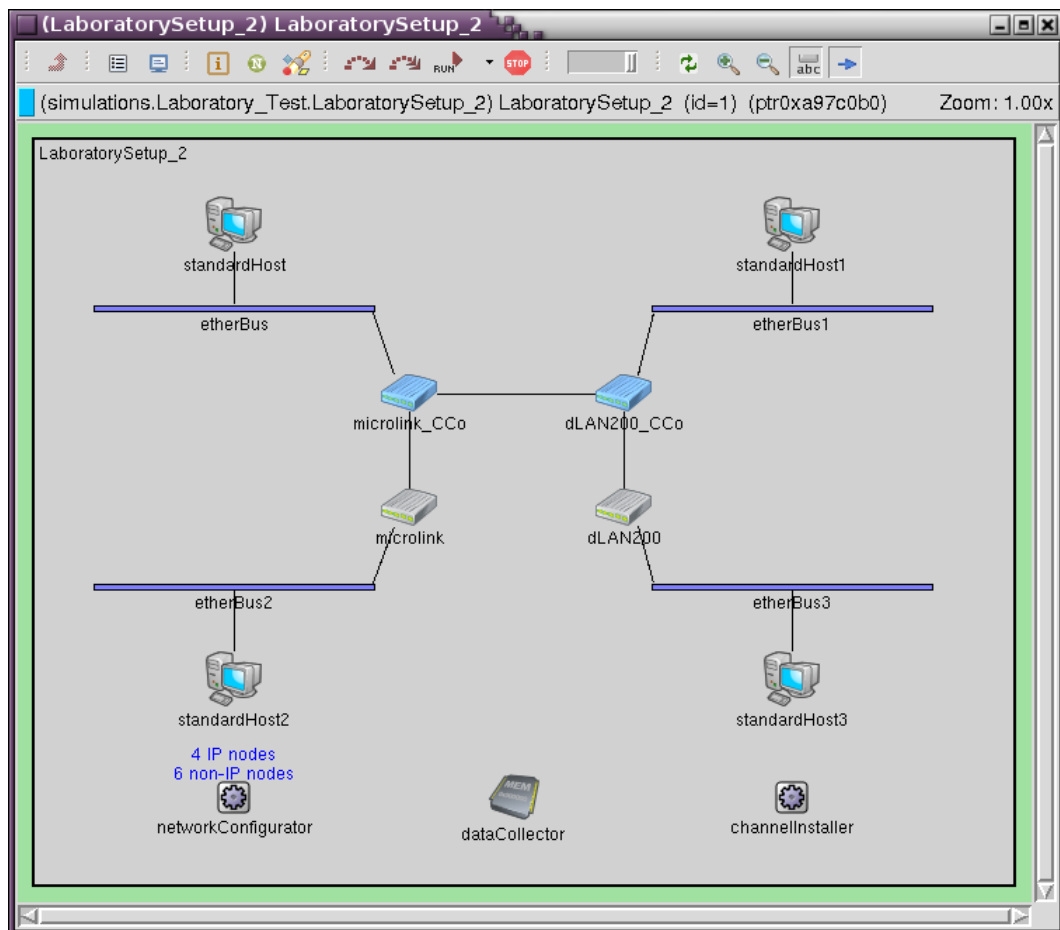 (LaboratorySetup_2) LaboratorySetup_2
RUN
STOP
abc
(simulations.Laboratory_Test.LaboratorySetup_2) LaboratorySetup_2 (id=1) (ptr0xa97c0b0) Zoom: 1.00x
LaboratorySetup_2
standardHost standardHost1
etherBus etherBus1
microlink_CCo dLAN200_CCo
microlink dLAN200
etherBus2 etherBus3
standardHost2 standardHost3
4 IP nodes
6 non-IP nodes
MEM
networkConfigurator dataCollector channelInstaller